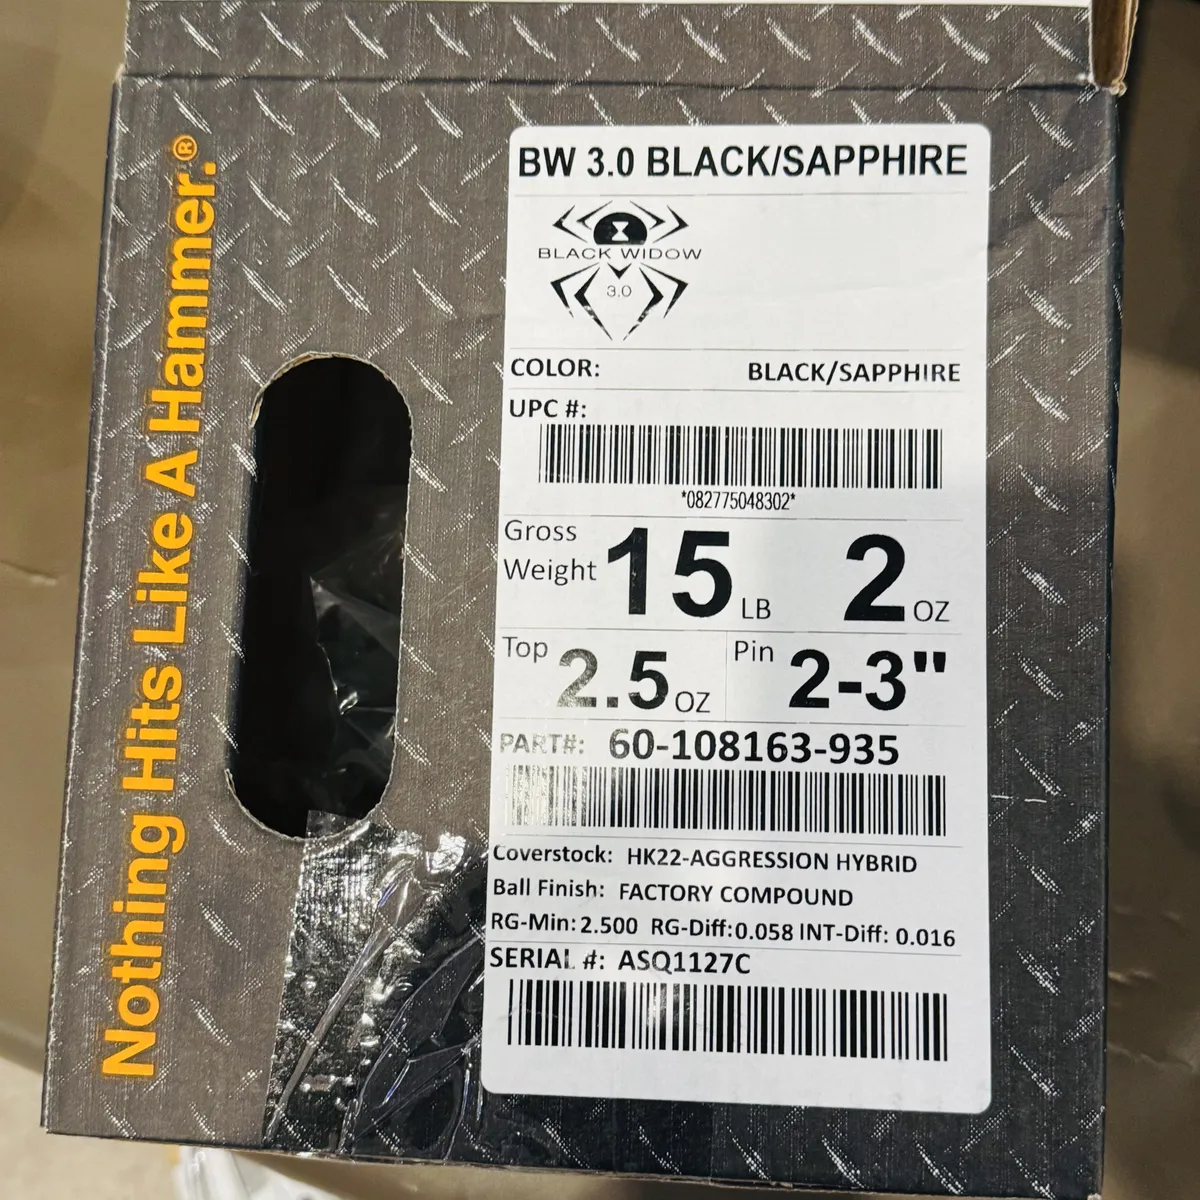 Nothing Hits Like A Hammer.®
BW 3.0 BLACK/SAPPHIRE
BLACK WIDOW
3.0
COLOR: BLACK/SAPPHIRE
UPC #:
*082775048302*
Gross Weight 15 LB 2 OZ
Top 2.5 OZ Pin 2-3"
PART#: 60-108163-935
Coverstock: HK22-AGGRESSION HYBRID
Ball Finish: FACTORY COMPOUND
RG-Min: 2.500 RG-Diff: 0.058 INT-Diff: 0.016
SERIAL #: ASQ1127C